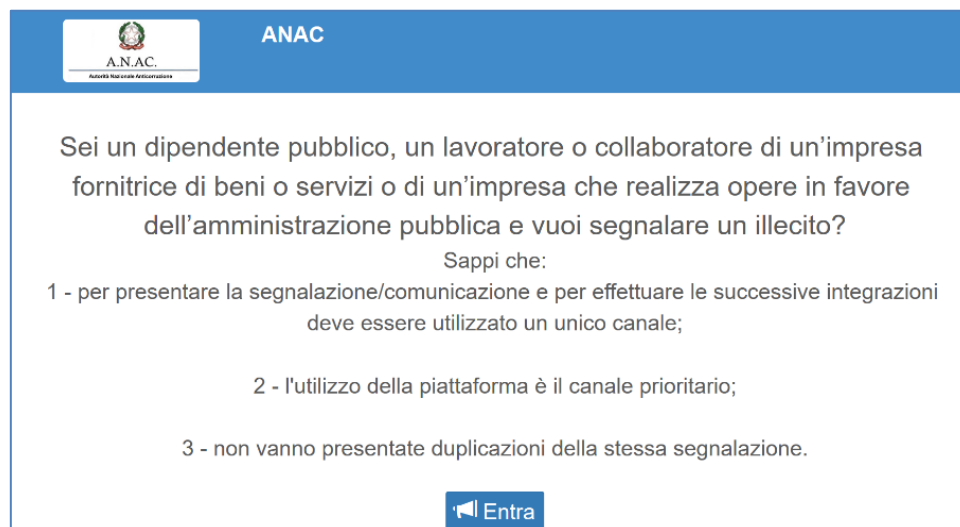 A.N.AC.
Autorità Nazionale Anticorruzione
ANAC
Sei un dipendente pubblico, un lavoratore o collaboratore di un’impresa
fornitrice di beni o servizi o di un’impresa che realizza opere in favore
dell’amministrazione pubblica e vuoi segnalare un illecito?
Sappi che:
1 - per presentare la segnalazione/comunicazione e per effettuare le successive integrazioni
deve essere utilizzato un unico canale;
2 - l'utilizzo della piattaforma è il canale prioritario;
3 - non vanno presentate duplicazioni della stessa segnalazione.
Entra